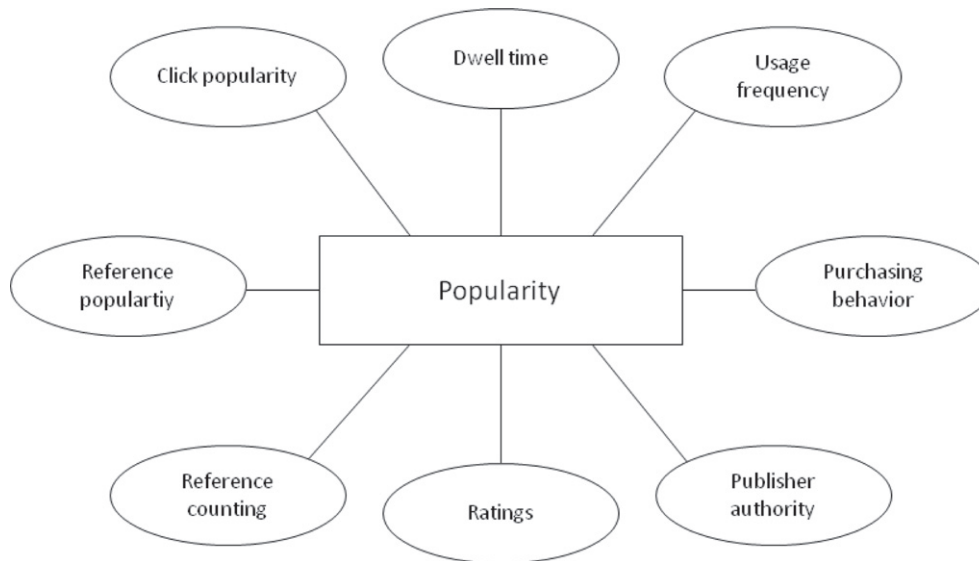 Click popularity
Dwell time
Usage
frequency
Reference
populartiy
Popularity
Purchasing
behavior
Reference
counting
Ratings
Publisher
authority